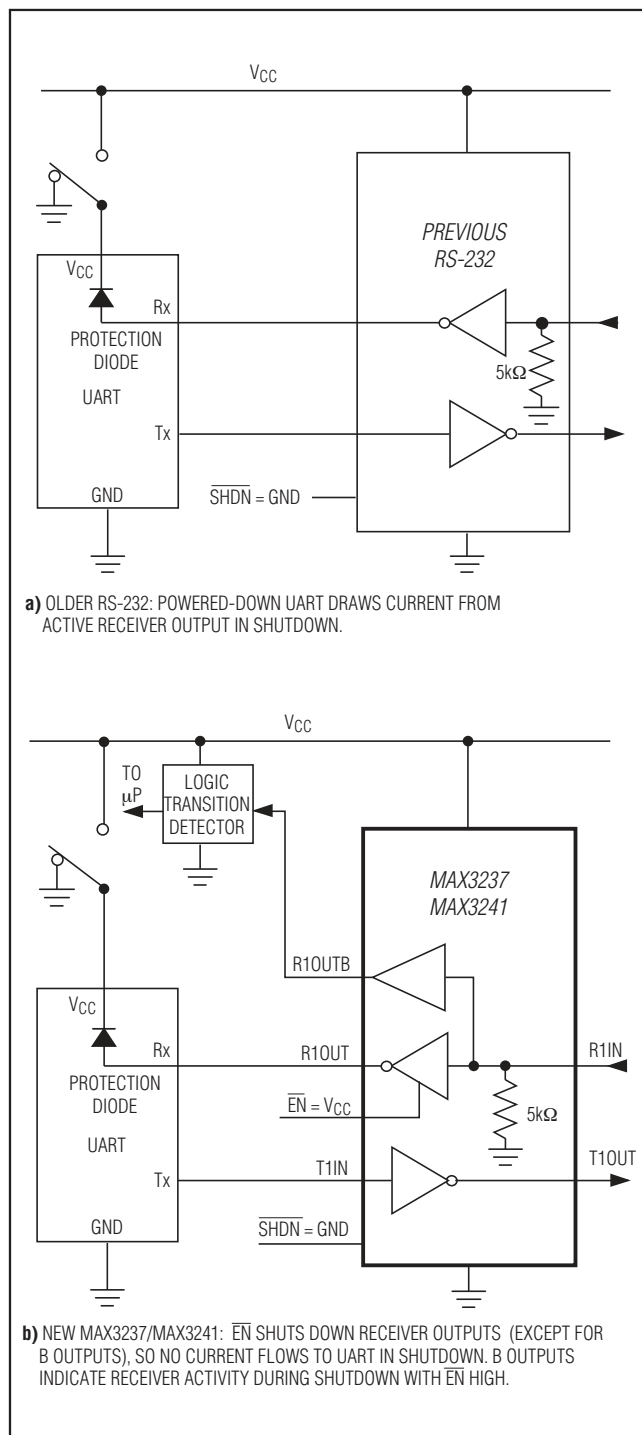 VCC
PREVIOUS
RS-232
VCC
Rx
PROTECTION
DIODE
5kΩ
UART
Tx
GND
SHDN = GND
a) OLDER RS-232: POWERED-DOWN UART DRAWS CURRENT FROM
ACTIVE RECEIVER OUTPUT IN SHUTDOWN.
VCC
TO
μP
LOGIC
TRANSITION
DETECTOR
MAX3237
MAX3241
R1OUTB
VCC
Rx
R1OUT
R1IN
PROTECTION
DIODE
EN = VCC
5kΩ
UART
Tx
T1IN
T1OUT
GND
SHDN = GND
b) NEW MAX3237/MAX3241: EN SHUTS DOWN RECEIVER OUTPUTS (EXCEPT FOR
B OUTPUTS), SO NO CURRENT FLOWS TO UART IN SHUTDOWN. B OUTPUTS
INDICATE RECEIVER ACTIVITY DURING SHUTDOWN WITH EN HIGH.